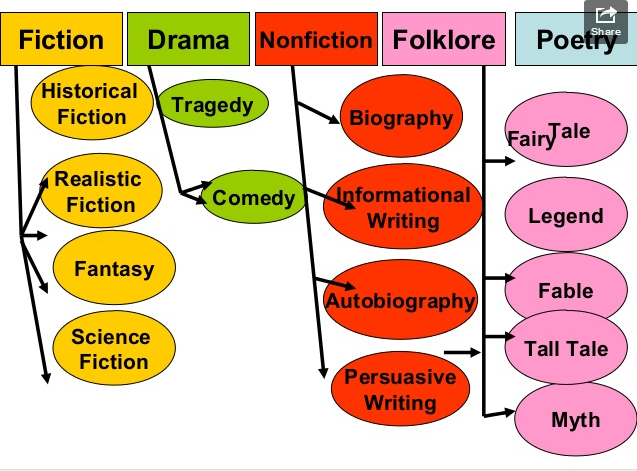 Fiction
Drama
Nonfiction
Folklore
Poetry
Share
Historical
Fiction
Tragedy
Biography
Fairy Tale
Realistic
Fiction
Comedy
Informational
Writing
Legend
Fantasy
Autobiography
Fable
Science
Fiction
Tall Tale
Persuasive
Writing
Myth